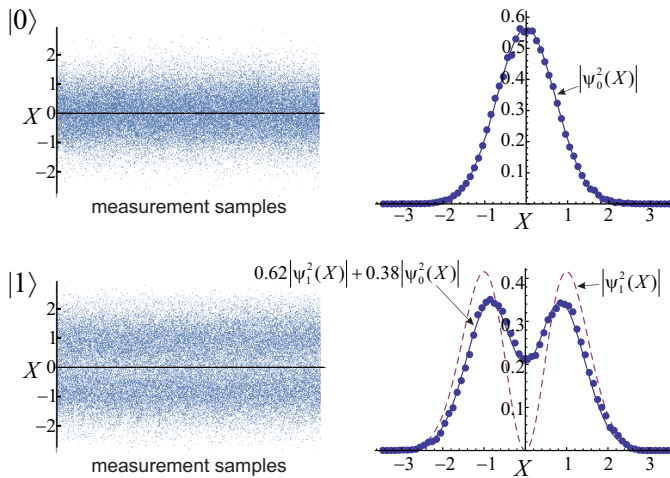 |0⟩
2
1
X 0
−1
−2
measurement samples
0.6
0.5
0.4
0.3
0.2
0.1
|ψ₀²(X)|
−3 −2 −1 0 1 2 3
X
|1⟩
2
1
X 0
−1
−2
measurement samples
0.62|ψ₁²(X)|+0.38|ψ₀²(X)|
|ψ₁²(X)|
0.4
0.3
0.2
0.1
−3 −2 −1 0 1 2 3
X